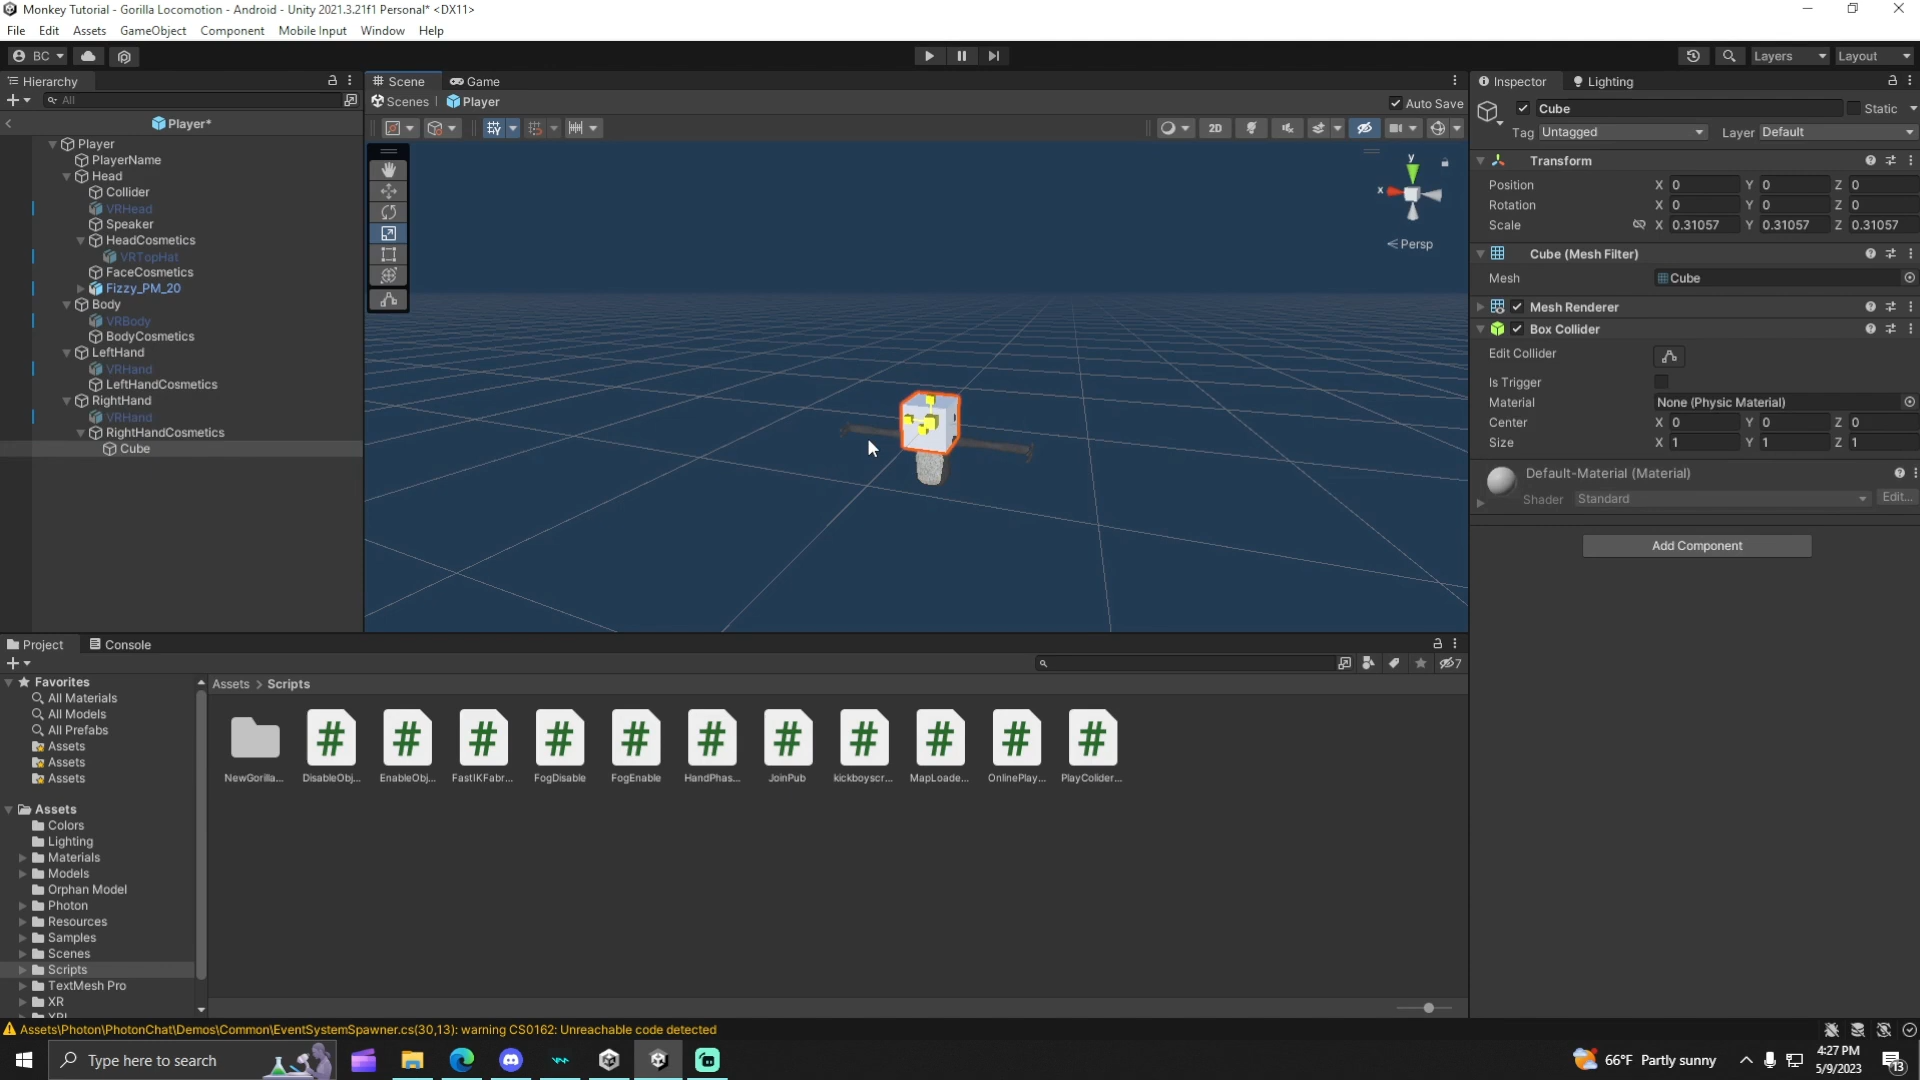 Monkey Tutorial - Gorilla Locomotion - Android - Unity 2021.3.21f1 Personal* <DX11>
File Edit Assets GameObject Component Mobile Input Window Help
BC Layers Layout
Hierarchy
All
Player*
Player
PlayerName
Head
Collider
VRHead
Speaker
HeadCosmetics
VRTopHat
FaceCosmetics
Fizzy_PM_20
Body
VRBody
BodyCosmetics
LeftHand
VRHand
LeftHandCosmetics
RightHand
VRHand
RightHandCosmetics
Cube
Scene Game
Scenes Player Auto Save
2D
y
x
Persp
Inspector Lighting
Cube Static
Tag Untagged Layer Default
Transform
Position X 0 Y 0 Z 0
Rotation X 0 Y 0 Z 0
Scale X 0.31057 Y 0.31057 Z 0.31057
Cube (Mesh Filter)
Mesh Cube
Mesh Renderer
Box Collider
Edit Collider
Is Trigger
Material None (Physic Material)
Center X 0 Y 0 Z 0
Size X 1 Y 1 Z 1
Default-Material (Material)
Shader Standard Edit...
Add Component
Project Console
7
Favorites
All Materials
All Models
All Prefabs
Assets
Assets
Assets
Assets
Colors
Lighting
Materials
Models
Orphan Model
Photon
Resources
Samples
Scenes
Scripts
TextMesh Pro
XR
XRI
Assets > Scripts
NewGorilla... DisableObj... EnableObj... FastIKFabr... FogDisable FogEnable HandPhas... JoinPub kickboyscr... MapLoade... OnlinePlay... PlayColider...
Assets\Photon\PhotonChat\Demos\Common\EventSystemSpawner.cs(30,13): warning CS0162: Unreachable code detected
Type here to search
66°F Partly sunny
4:27 PM
5/9/2023
13